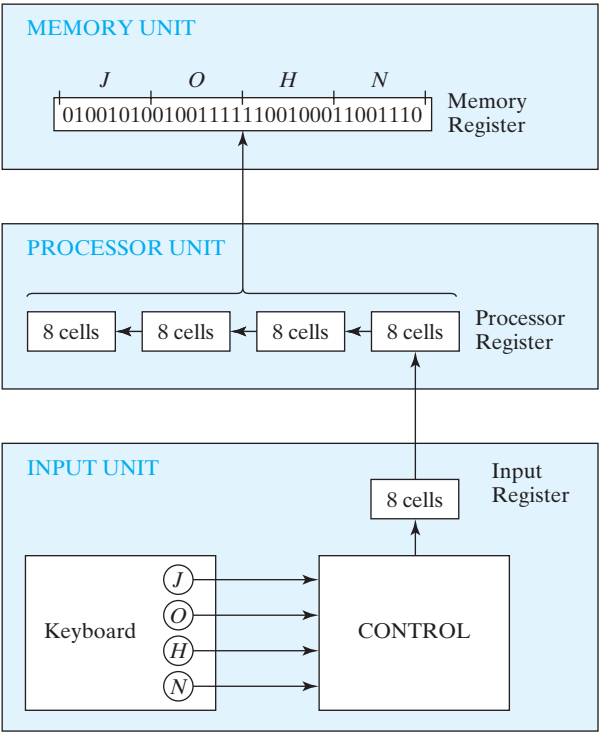 MEMORY UNIT
J O H N
01001010010011111100100011001110
Memory
Register
PROCESSOR UNIT
8 cells 8 cells 8 cells 8 cells
Processor
Register
INPUT UNIT
Input
Register
8 cells
J
O
Keyboard
CONTROL
H
N